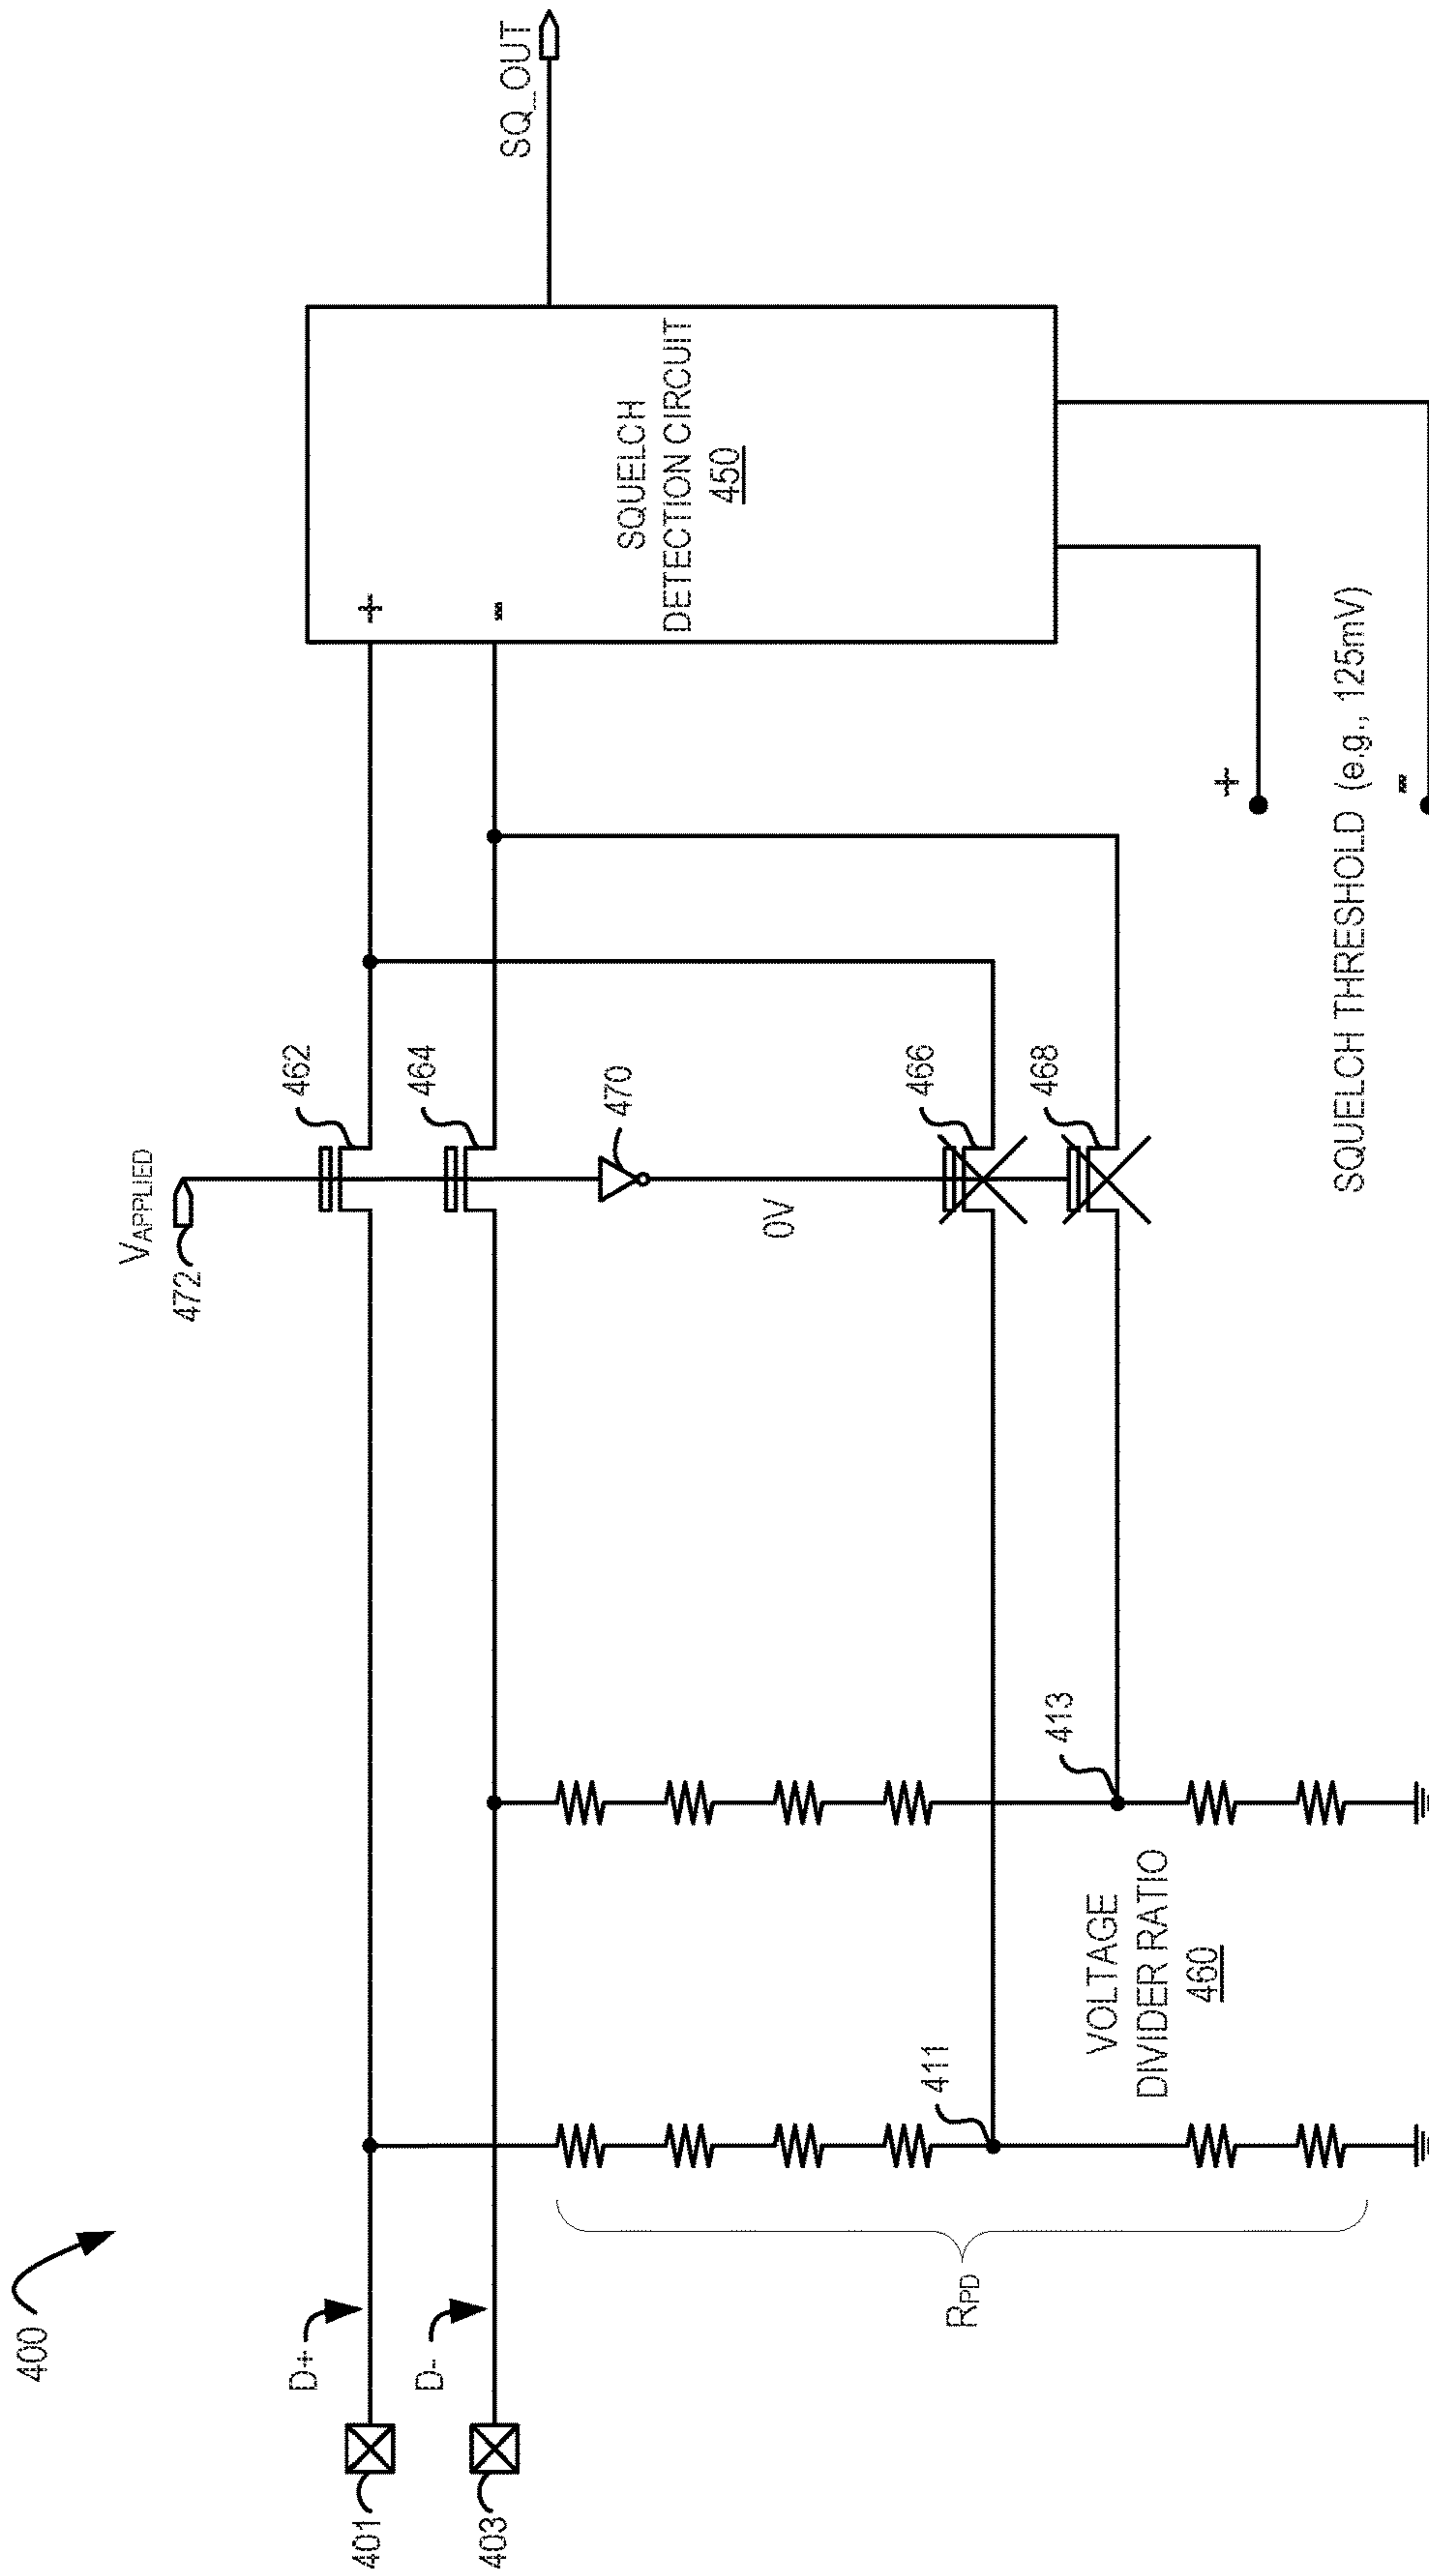 400
401
D+
403
D-
VAPPLIED
472
462
464
470
0V
466
468
+
-
SQUELCH
DETECTION CIRCUIT
450
SQ_OUT
RPD
411
413
VOLTAGE
DIVIDER RATIO
460
+
SQUELCH THRESHOLD (e.g., 125mV)
-